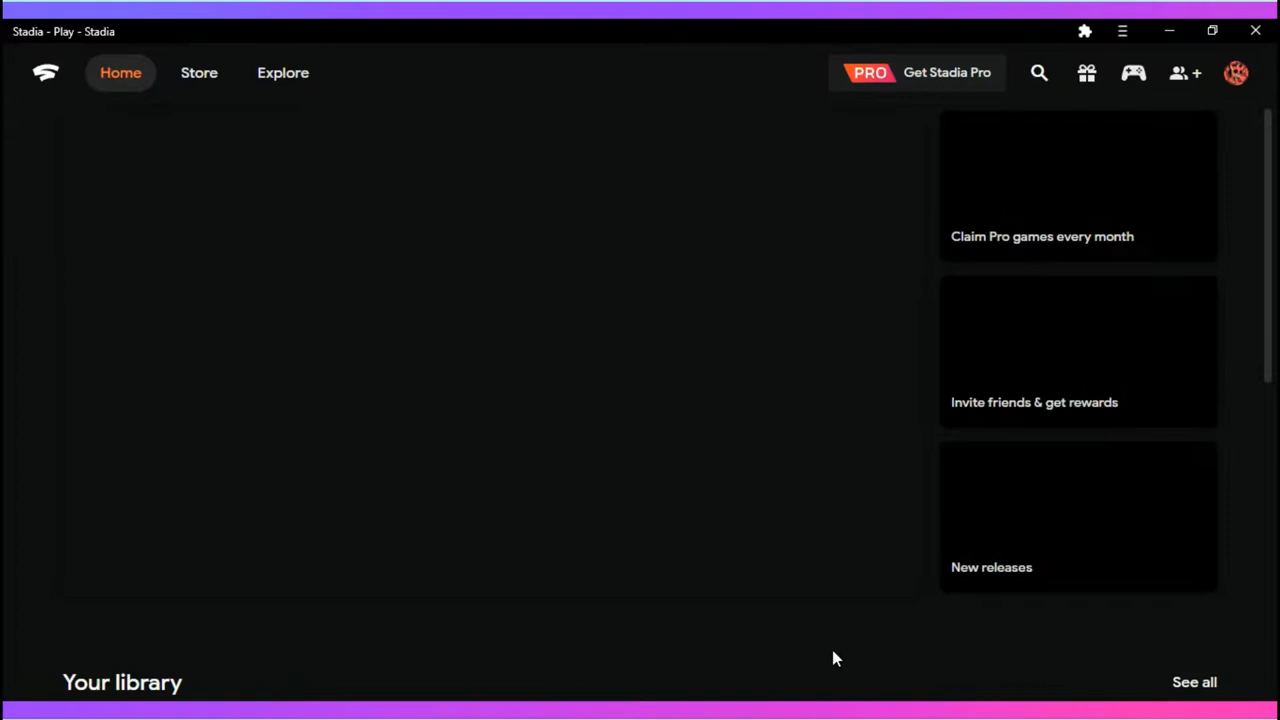 Stadia - Play - Stadia
Home Store Explore PRO Get Stadia Pro
Claim Pro games every month
Invite friends & get rewards
New releases
Your library See all